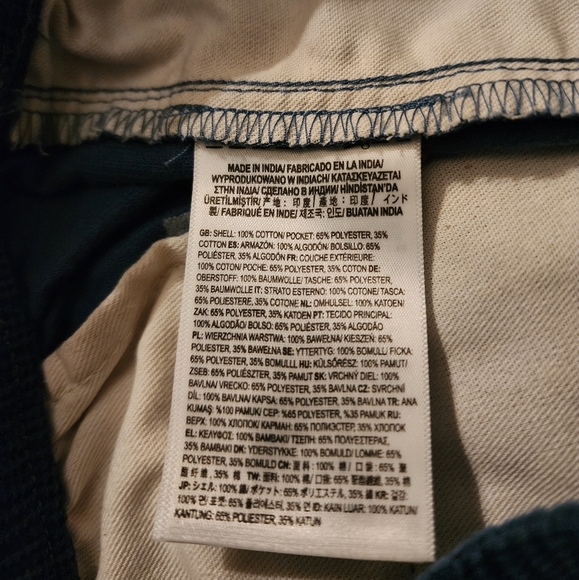 MADE IN INDIA/ FABRICADO EN LA INDIA/
WYPRODUKOWANO W INDIACH/ ΚΑΤΑΣΚΕΥΑΖΕΤΑΙ
ΣΤΗΝ ΙΝΔΙΑ/ СДЕЛАНО В ИНДИИ/ HİNDİSTAN'DA
ÜRETİLMİŞTİR/ 产地: 印度/ 產地: 印度/ インド
製/ FABRIQUÉ EN INDE/ 제조국: 인도/ BUATAN INDIA
GB: SHELL: 100% COTTON/ POCKET: 65% POLYESTER, 35%
COTTON ES: ARMAZÓN: 100% ALGODÓN/ BOLSILLO: 65%
POLIÉSTER, 35% ALGODÓN FR: COUCHE EXTÉRIEURE:
100% COTON/ POCHE: 65% POLYESTER, 35% COTON DE:
OBERSTOFF: 100% BAUMWOLLE/ TASCHE: 65% POLYESTER,
35% BAUMWOLLE IT: STRATO ESTERNO: 100% COTONE/ TASCA:
65% POLIESTERE, 35% COTONE NL: OMHULSEL: 100% KATOEN/
ZAK: 65% POLYESTER, 35% KATOEN PT: TECIDO PRINCIPAL:
100% ALGODÃO/ BOLSO: 65% POLIÉSTER, 35% ALGODÃO
PL: WIERZCHNIA WARSTWA: 100% BAWEŁNA/ KIESZEŃ: 65%
POLIESTER, 35% BAWEŁNA SE: YTTERTYG: 100% BOMULL/ FICKA:
65% POLYESTER, 35% BOMULL HU: KÜLSŐRÉSZ: 100% PAMUT/
ZSEB: 65% POLIÉSZTER, 35% PAMUT SK: VRCHNÝ DIEL: 100%
BAVLNA/ VRECKO: 65% POLYESTER, 35% BAVLNA CZ: SVRCHNÍ
DÍL: 100% BAVLNA/ KAPSA: 65% POLYESTER, 35% BAVLNA TR: ANA
KUMAŞ: %100 PAMUK/ CEP: %65 POLYESTER, %35 PAMUK RU:
ВЕРХ: 100% ХЛОПОК/ КАРМАН: 65% ПОЛИЭСТЕР, 35% ХЛОПОК
EL: ΚΕΛΥΦΟΣ: 100% ΒΑΜΒΑΚΙ/ ΤΣΕΠΗ: 65% ΠΟΛΥΕΣΤΕΡΑΣ,
35% ΒΑΜΒΑΚΙ DK: YDERSTYKKE: 100% BOMULD/ LOMME: 65%
POLYESTER, 35% BOMULD CN: 面料: 100% 棉/ 口袋: 65% 聚
酯纤维, 35% 棉 TW: 面料: 100% 棉/ 口袋: 65% 聚酯纖維, 35% 棉
JP: シェル: 100% 綿/ ポケット: 65% ポリエステル, 35% 綿 KR: 겉감:
100% 면/ 포켓: 65% 폴리에스터, 35% 면 ID: KAIN LUAR: 100% KATUN/
KANTUNG: 65% POLIESTER, 35% KATUN